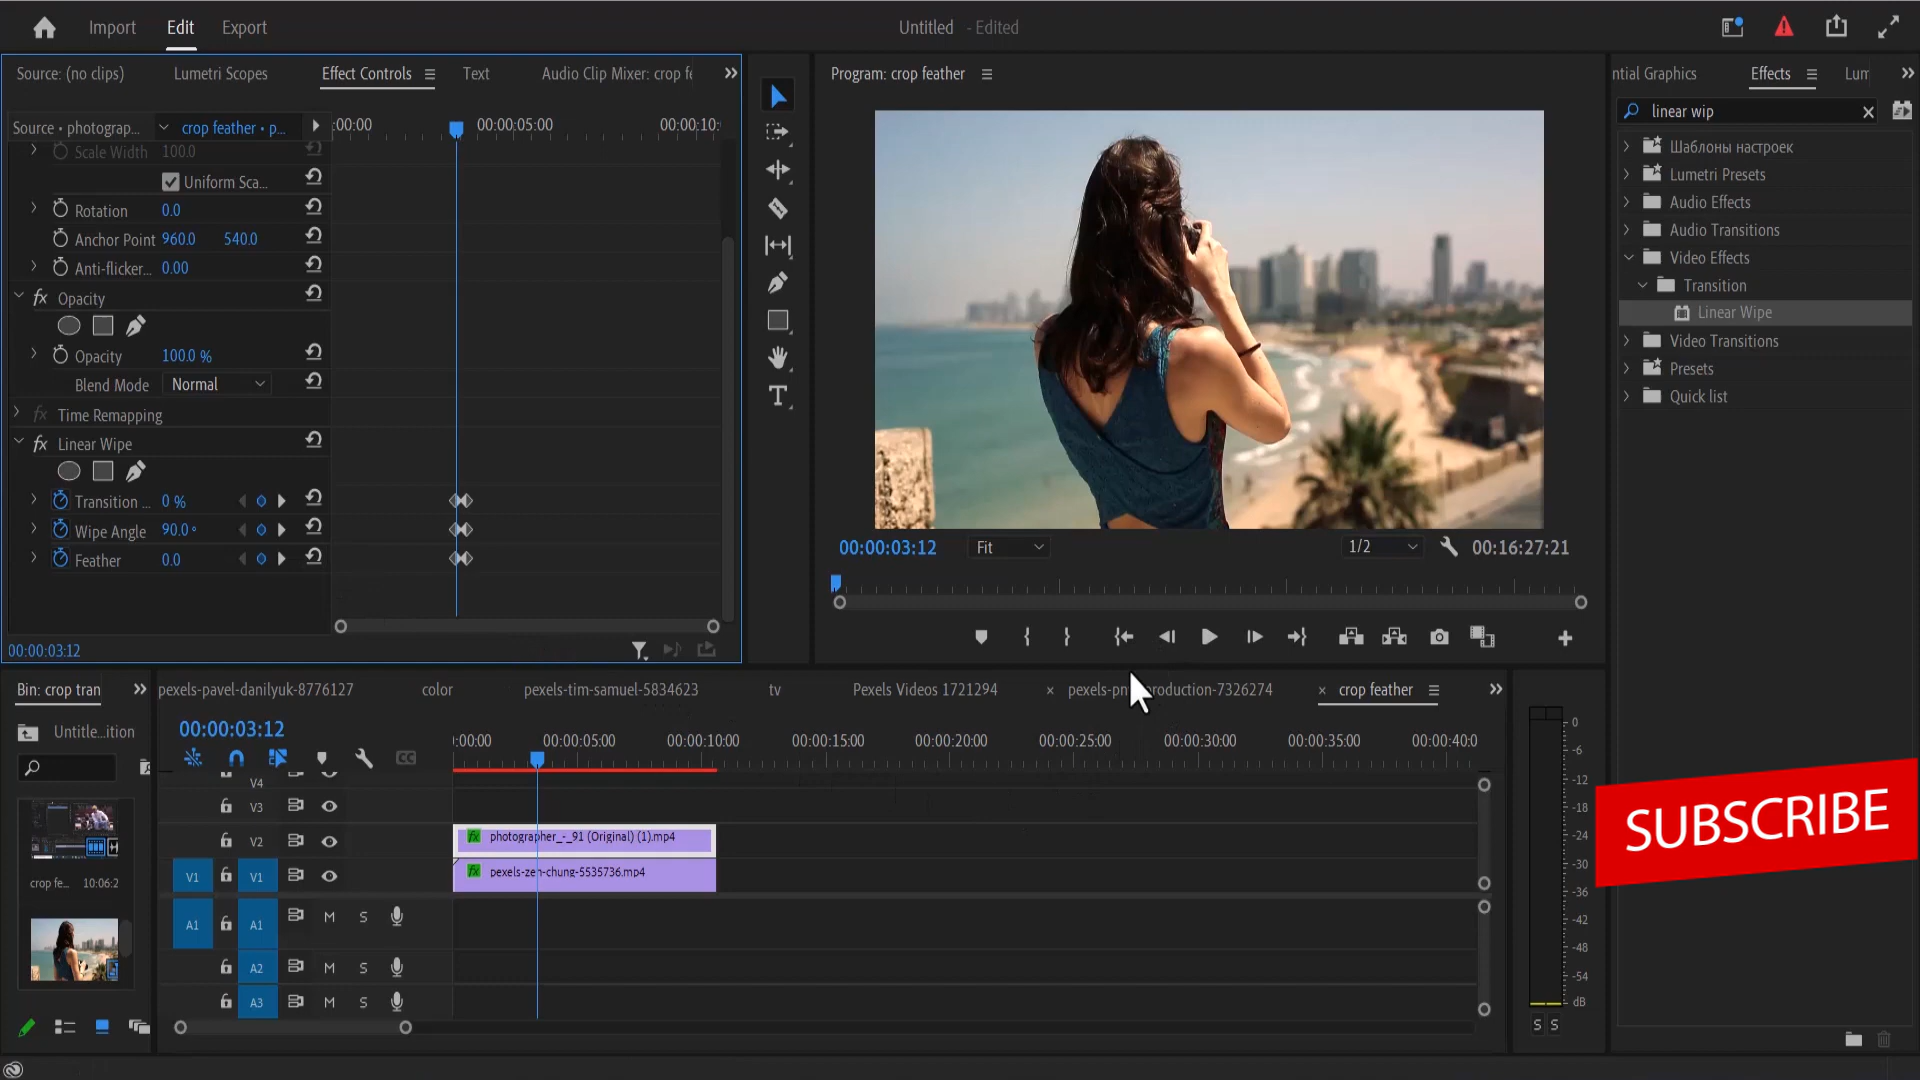 Import
Edit
Export
Untitled
- Edited
Source: (no clips)
Lumetri Scopes
Effect Controls
Text
Audio Clip Mixer: crop fe
Source • photograp...
crop feather • p...
:00:00
00:00:05:00
00:00:10:
Scale Width 100.0
Uniform Sca...
Rotation 0.0
Anchor Point 960.0 540.0
Anti-flicker... 0.00
fx Opacity
Opacity 100.0 %
Blend Mode Normal
fx Time Remapping
fx Linear Wipe
Transition ... 0 %
Wipe Angle 90.0 °
Feather 0.0
00:00:03:12
T
Program: crop feather
00:00:03:12
Fit
1/2
00:16:27:21
ntial Graphics
Effects
Lum
linear wip
Шаблоны настроек
Lumetri Presets
Audio Effects
Audio Transitions
Video Effects
Transition
Linear Wipe
Video Transitions
Presets
Quick list
Bin: crop tran
Untitle...ition
crop fe... 10:06:2
pexels-pavel-danilyuk-8776127
color
pexels-tim-samuel-5834623
tv
Pexels Videos 1721294
× crop feather
00:00:03:12
CC
:00:00
00:00:05:00
00:00:10:00
00:00:15:00
00:00:20:00
00:00:25:00
00:00:30:00
00:00:35:00
00:00:40:0
V4
V3
V2
photographer_-_91 (Original) (1).mp4
V1 V1
pexels-zen-chung-5535736.mp4
A1 A1 M S
A2 M S
A3 M S
0
-6
-12
-18
-24
-30
-36
-42
-48
-54
dB
S S
SUBSCRIBE